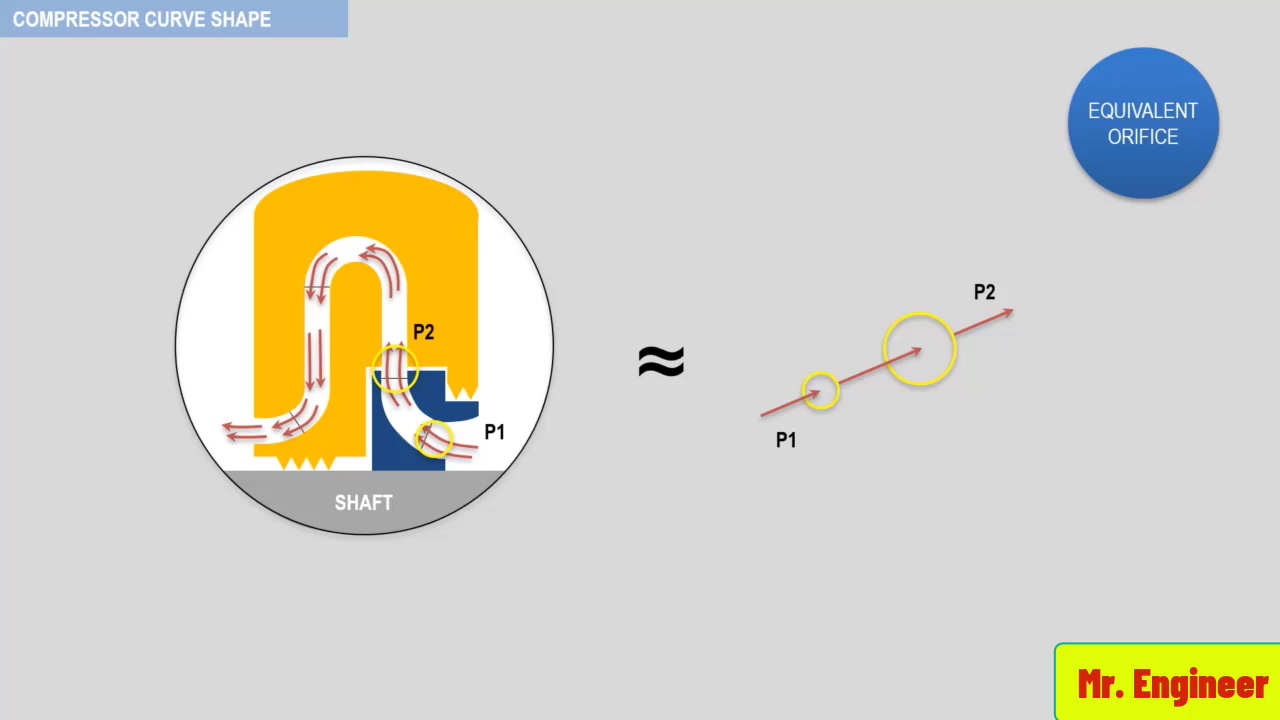 COMPRESSOR CURVE SHAPE
EQUIVALENT
ORIFICE
P2
P1
SHAFT
≈
P2
P1
Mr. Engineer